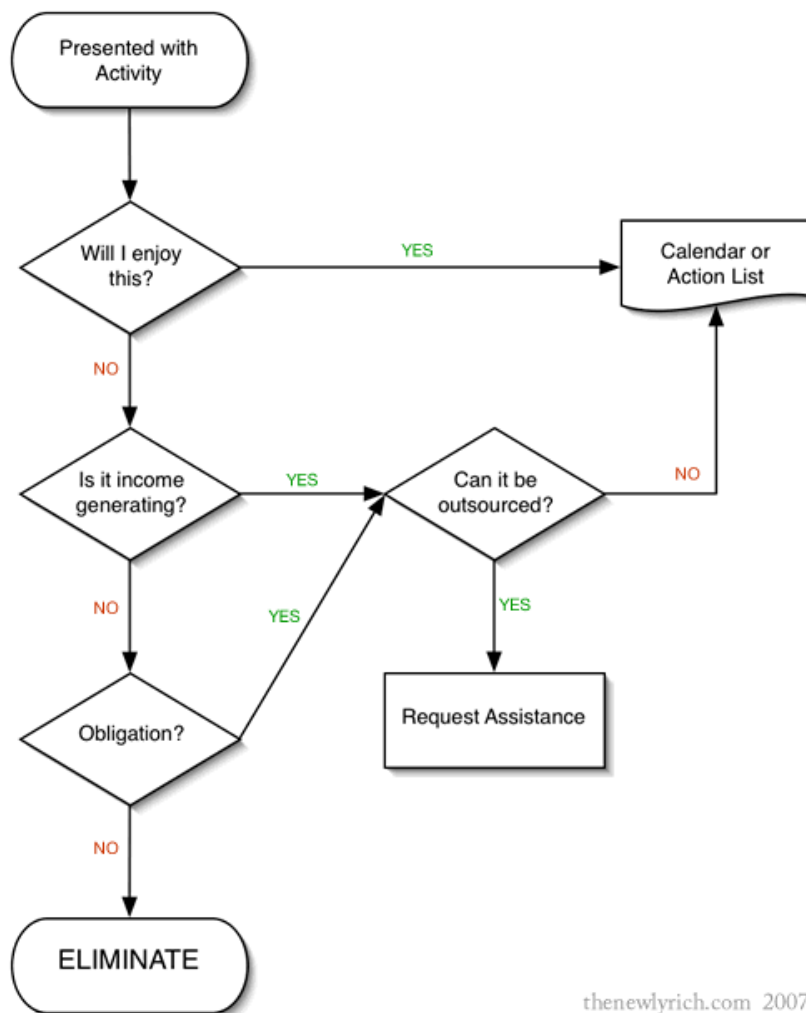 Presented with
Activity
Will I enjoy
this?
YES
Calendar or
Action List
NO
Is it income
generating?
YES
Can it be
outsourced?
NO
NO
YES
YES
Obligation?
Request Assistance
NO
ELIMINATE
thenewlyrich.com 2007